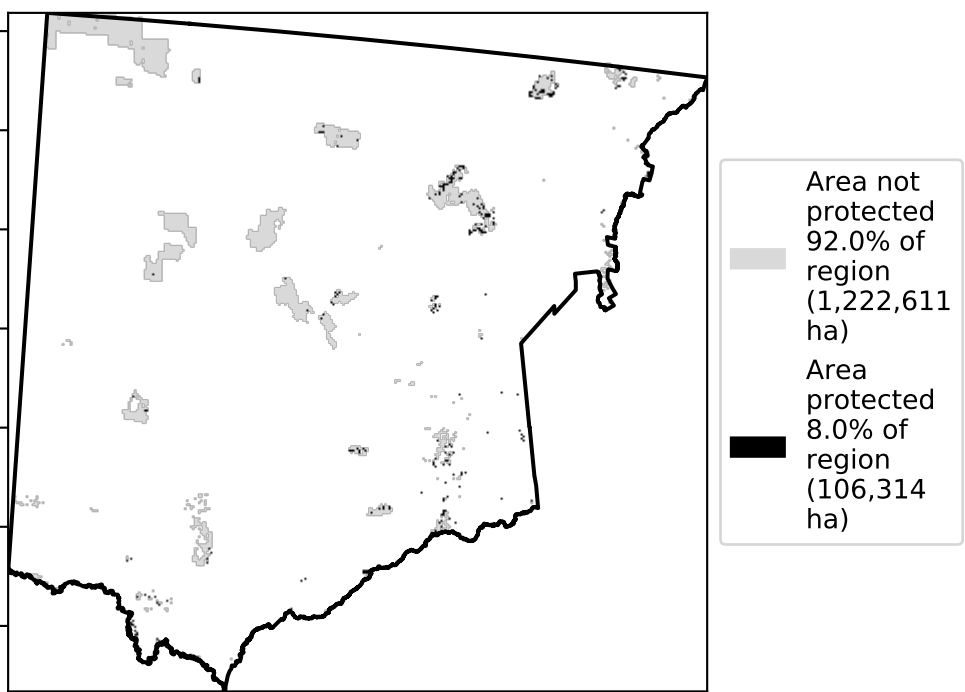 Area not
protected
92.0% of
region
(1,222,611
ha)
Area
protected
8.0% of
region
(106,314
ha)